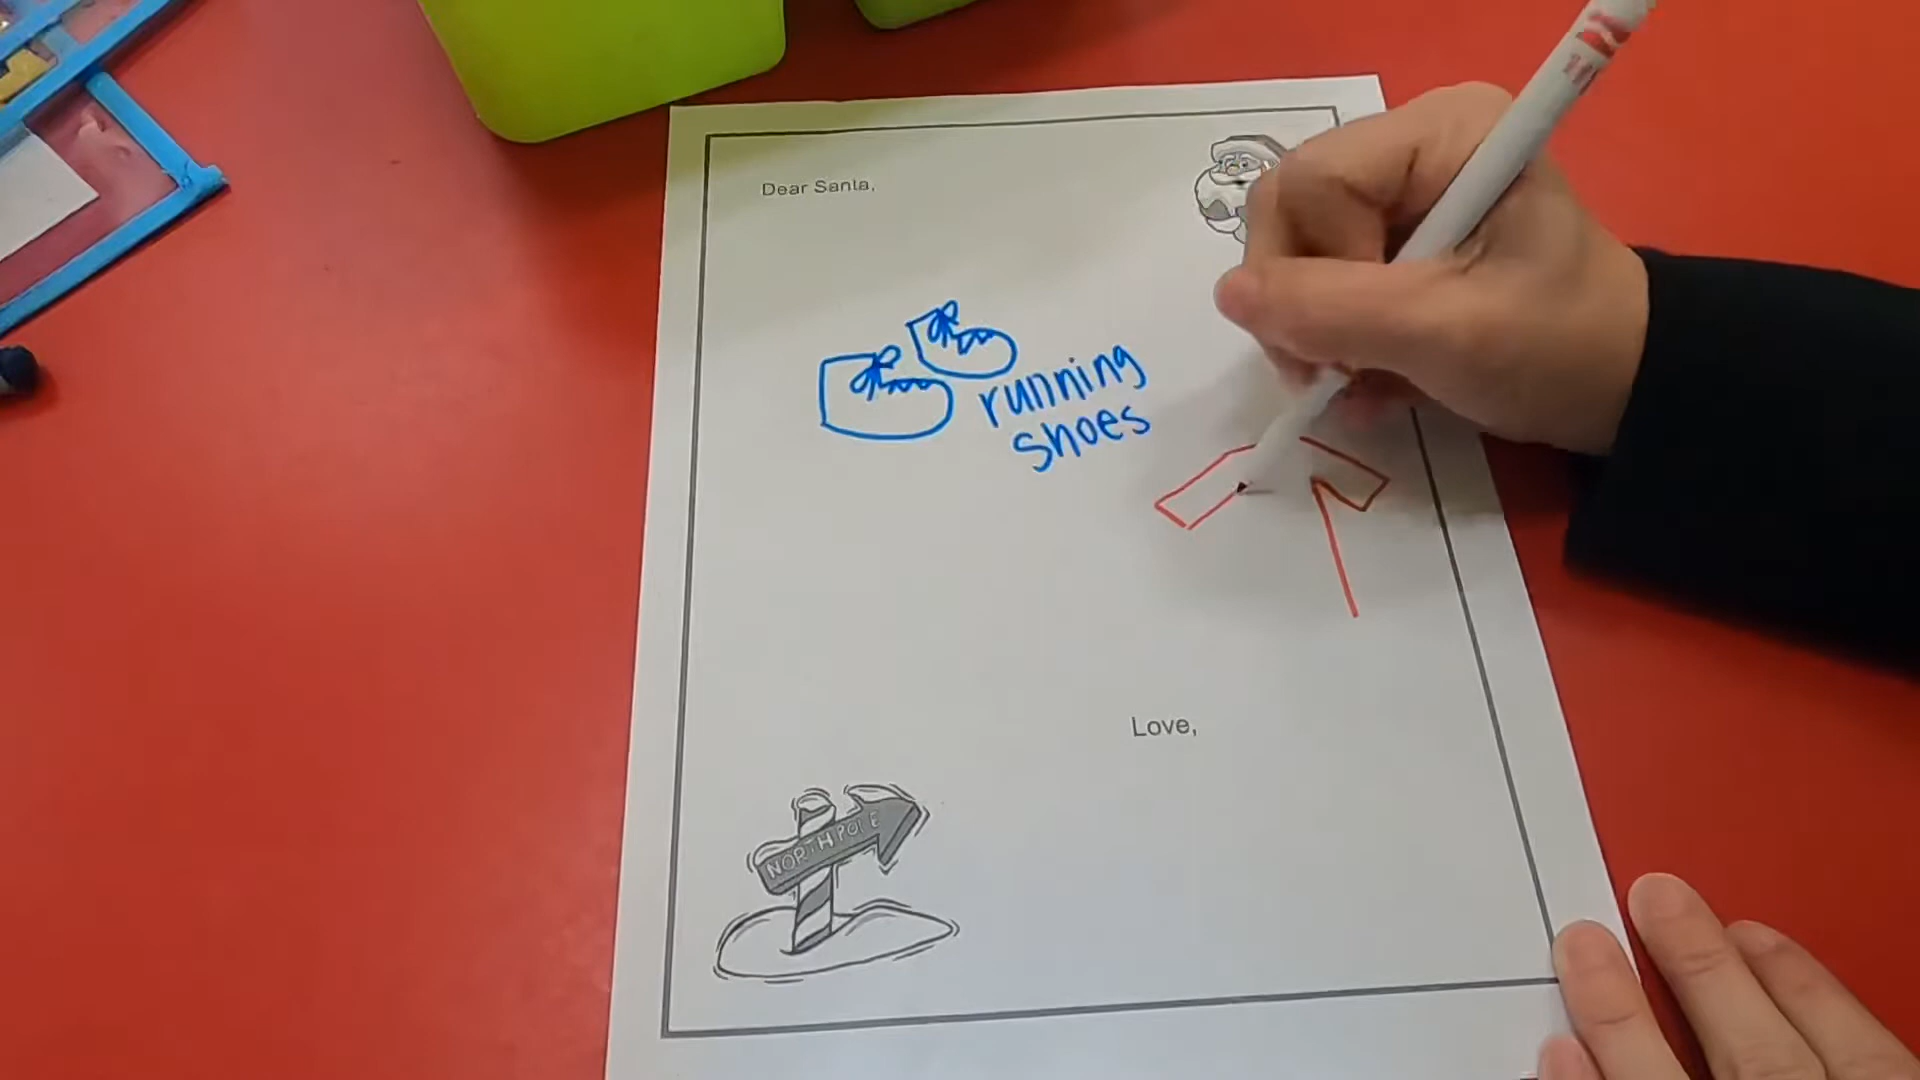 Dear Santa,
running
shoes
Love,
NORTH POLE